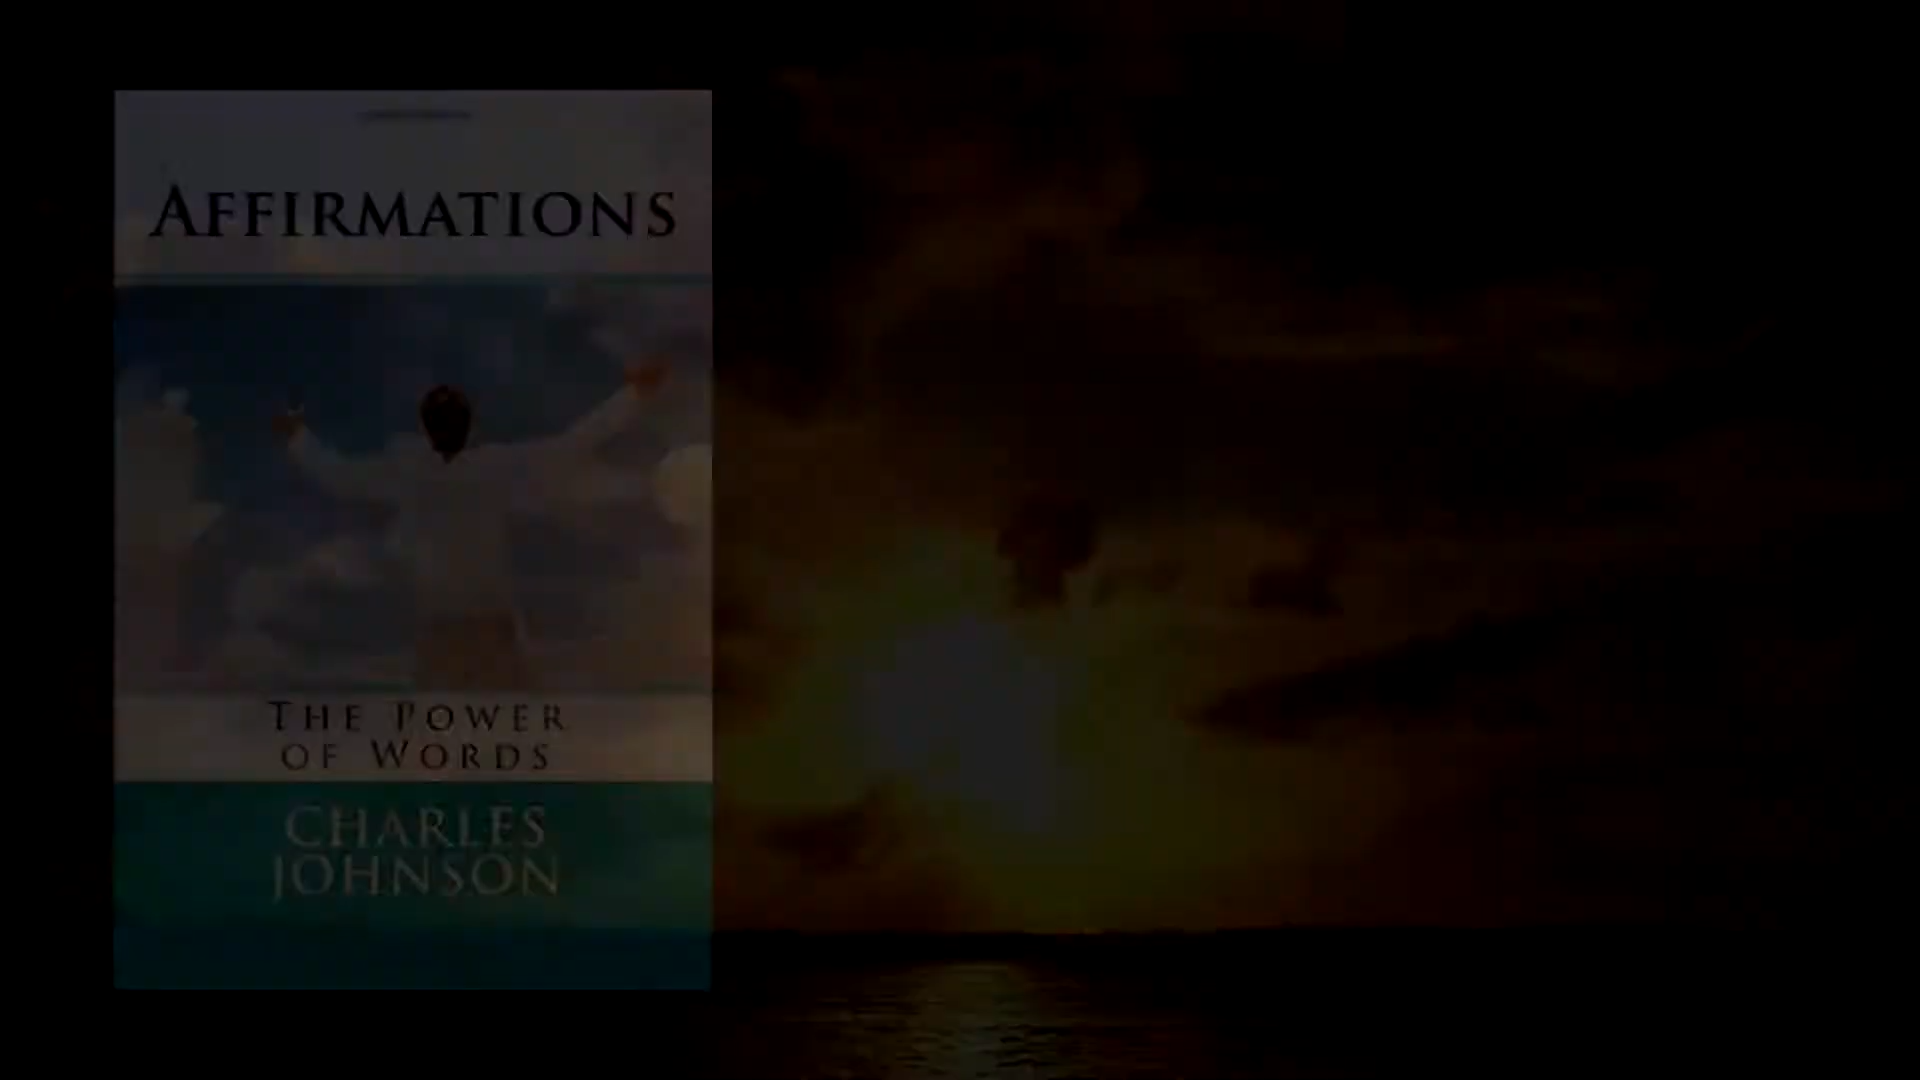 AFFIRMATIONS
THE POWER
OF WORDS
CHARLES
JOHNSON